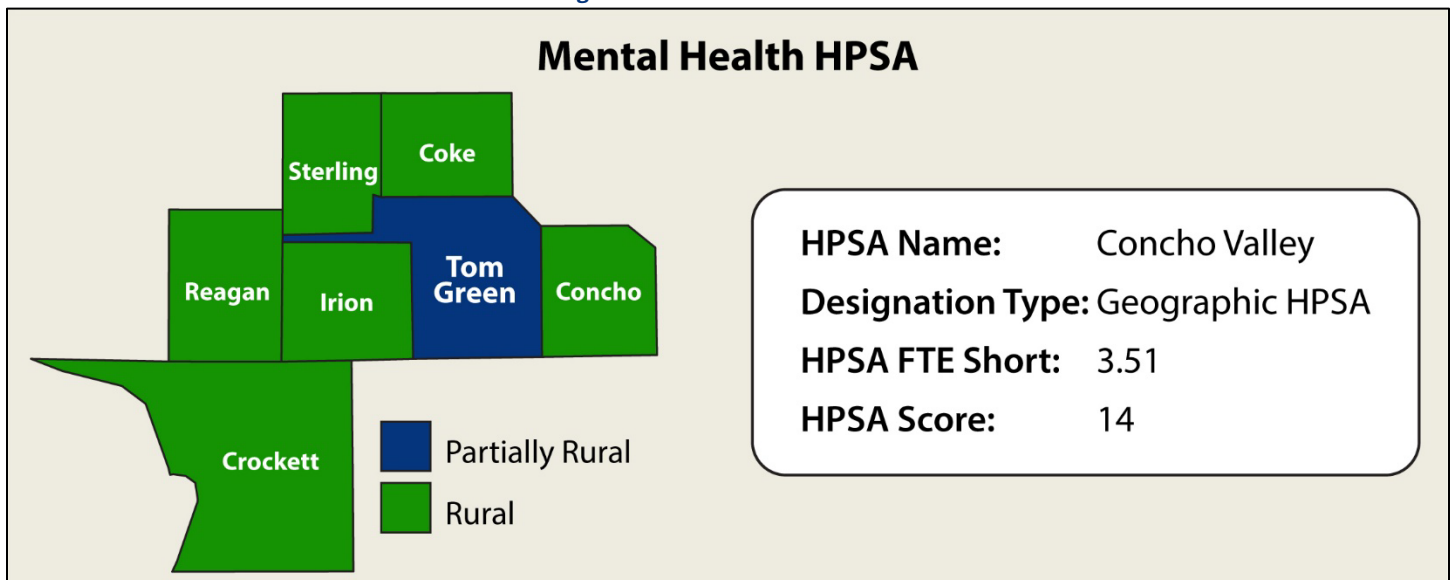 Mental Health HPSA
Sterling
Coke
Reagan
Irion
Tom
Green
Concho
Crockett
Partially Rural
Rural
HPSA Name: Concho Valley
Designation Type: Geographic HPSA
HPSA FTE Short: 3.51
HPSA Score: 14